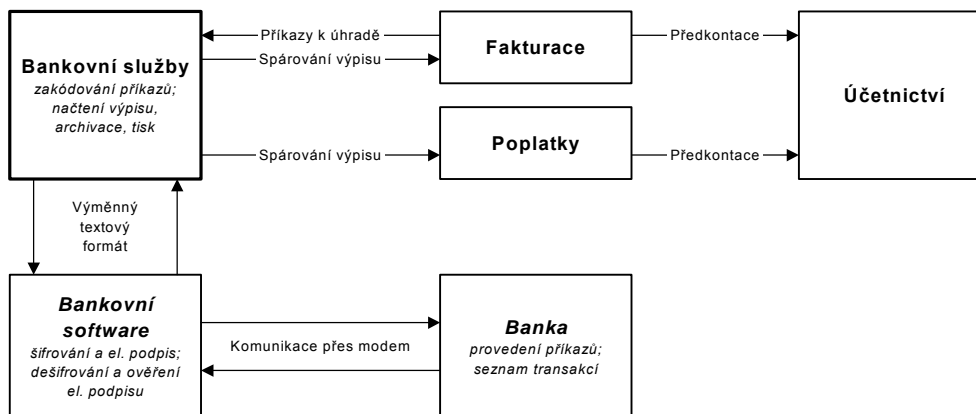 Bankovní služby
zakódování příkazů;
načtení výpisu,
archivace, tisk
Příkazy k úhradě
Spárování výpisu
Fakturace
Předkontace
Účetnictví
Spárování výpisu
Poplatky
Předkontace
Výměnný
textový
formát
Bankovní
software
šifrování a el. podpis;
dešifrování a ověření
el. podpisu
Komunikace přes modem
Banka
provedení příkazů;
seznam transakcí